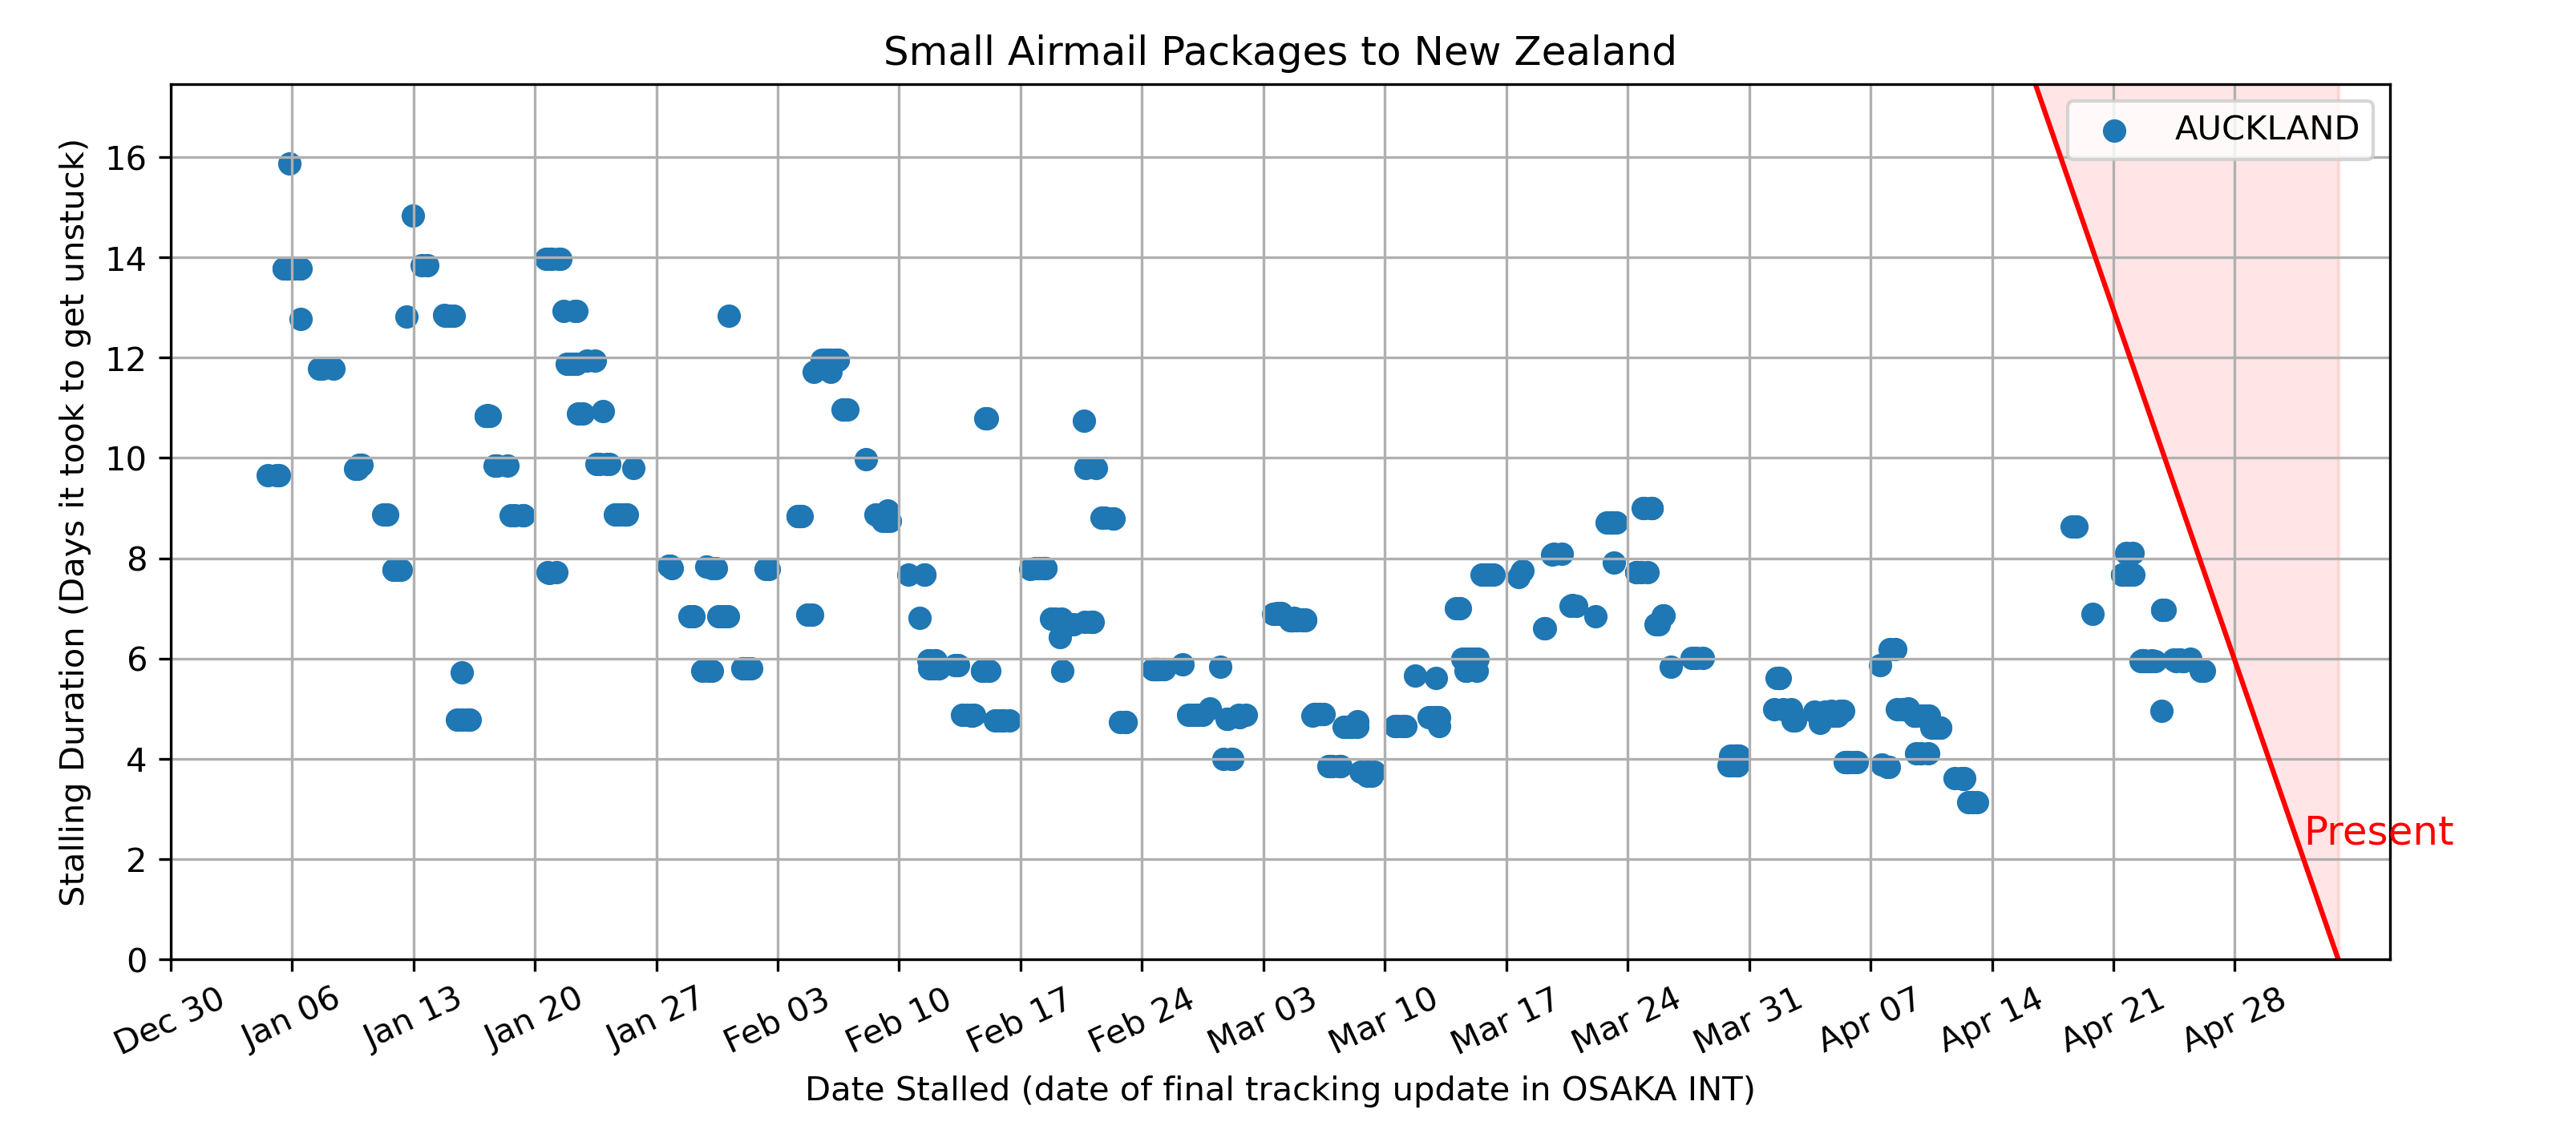 Small Airmail Packages to New Zealand
AUCKLAND
Stalling Duration (Days it took to get unstuck)
16
14
12
10
8
6
4
2
0
Present
Dec 30 Jan 06 Jan 13 Jan 20 Jan 27 Feb 03 Feb 10 Feb 17 Feb 24 Mar 03 Mar 10 Mar 17 Mar 24 Mar 31 Apr 07 Apr 14 Apr 21 Apr 28
Date Stalled (date of final tracking update in OSAKA INT)